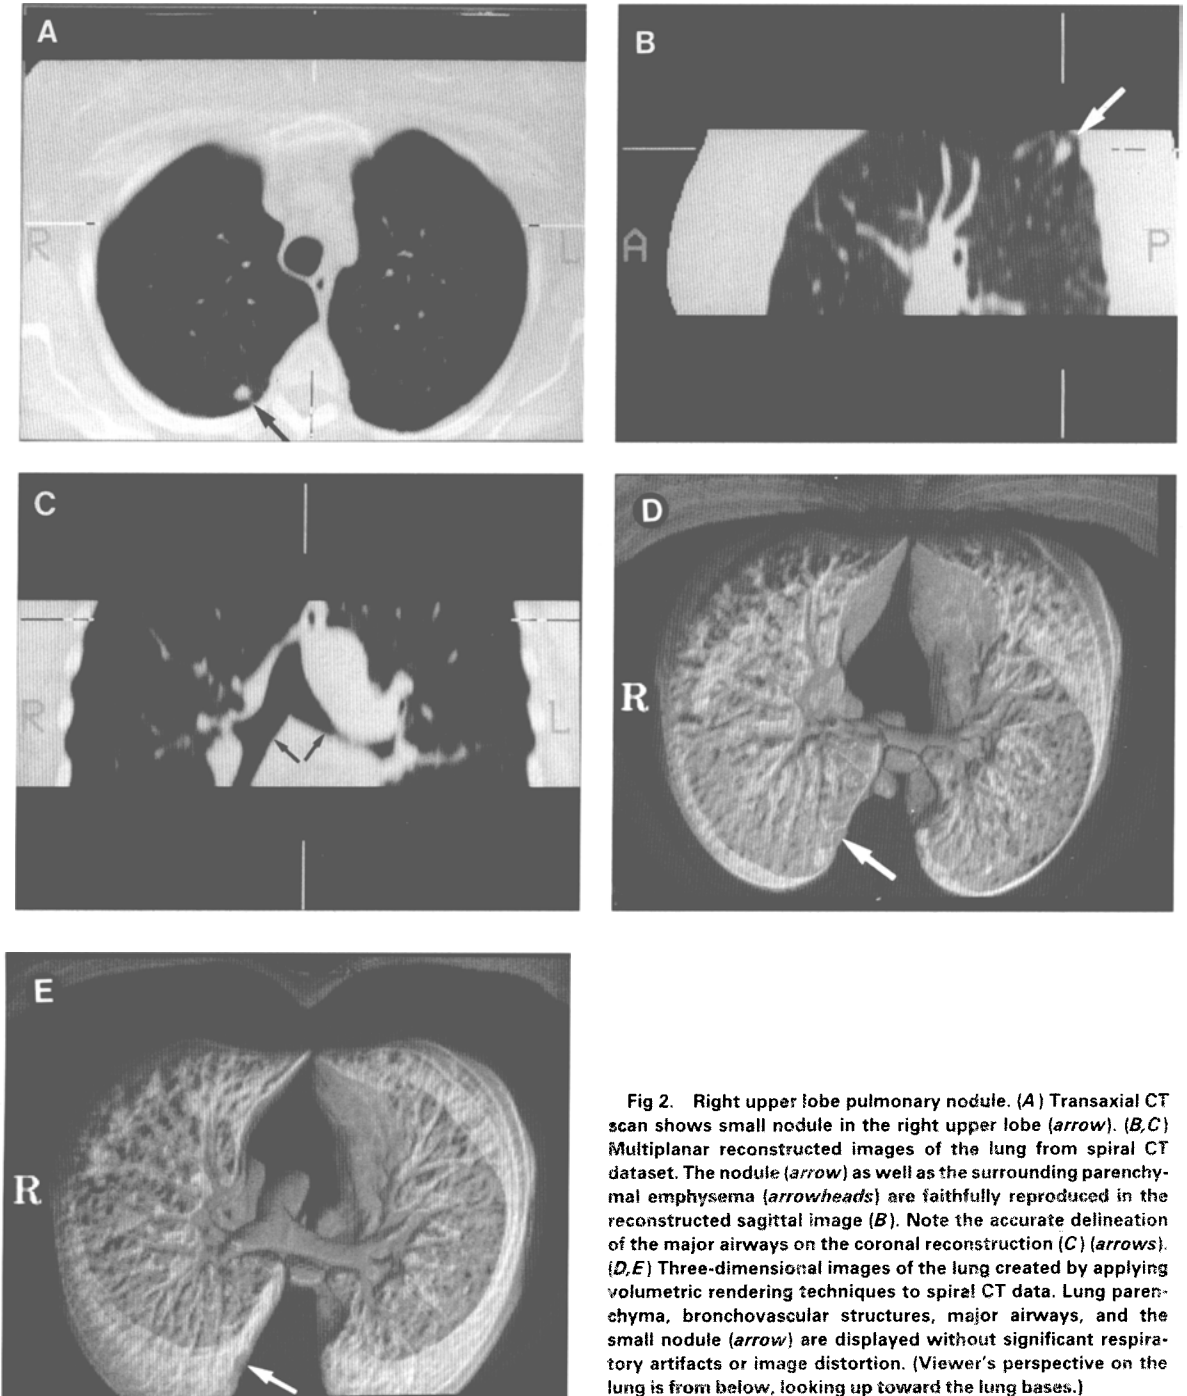 A
R
L
B
A
P
C
R
L
D
R
E
R
Fig 2. Right upper lobe pulmonary nodule. (A) Transaxial CT
scan shows small nodule in the right upper lobe (arrow). (B,C)
Multiplanar reconstructed images of the lung from spiral CT
dataset. The nodule (arrow) as well as the surrounding parenchy-
mal emphysema (arrowheads) are faithfully reproduced in the
reconstructed sagittal image (B). Note the accurate delineation
of the major airways on the coronal reconstruction (C) (arrows).
(D,E) Three-dimensional images of the lung created by applying
volumetric rendering techniques to spiral CT data. Lung paren-
chyma, bronchovascular structures, major airways, and the
small nodule (arrow) are displayed without significant respira-
tory artifacts or image distortion. (Viewer's perspective on the
lung is from below, looking up toward the lung bases.)